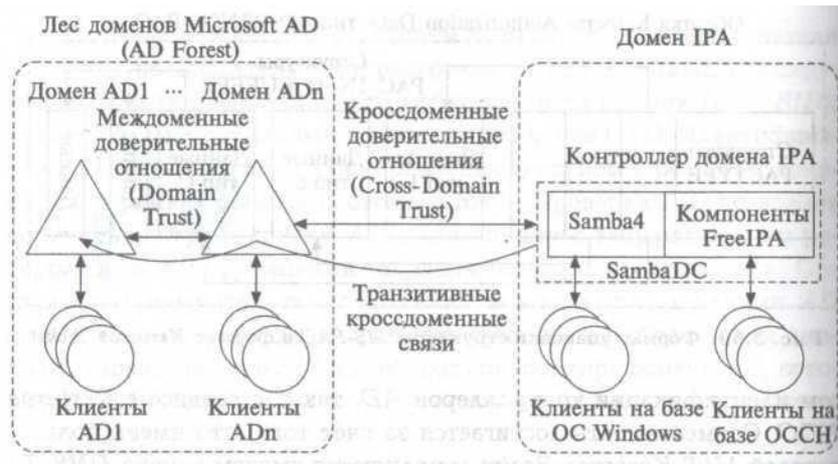 Лес доменов Microsoft AD
(AD Forest)
Домен IPA
Домен AD1 ... Домен ADn
Междоменные
доверительные
отношения
(Domain
Trust)
Кроссдоменные
доверительные
отношения
(Cross-Domain
Trust)
Контроллер домена IPA
Samba4
Компоненты
FreeIPA
SambaDC
Транзитивные
кроссдоменные
связи
Клиенты
AD1
Клиенты
ADn
Клиенты на базе
ОС Windows
Клиенты на
базе ОССН